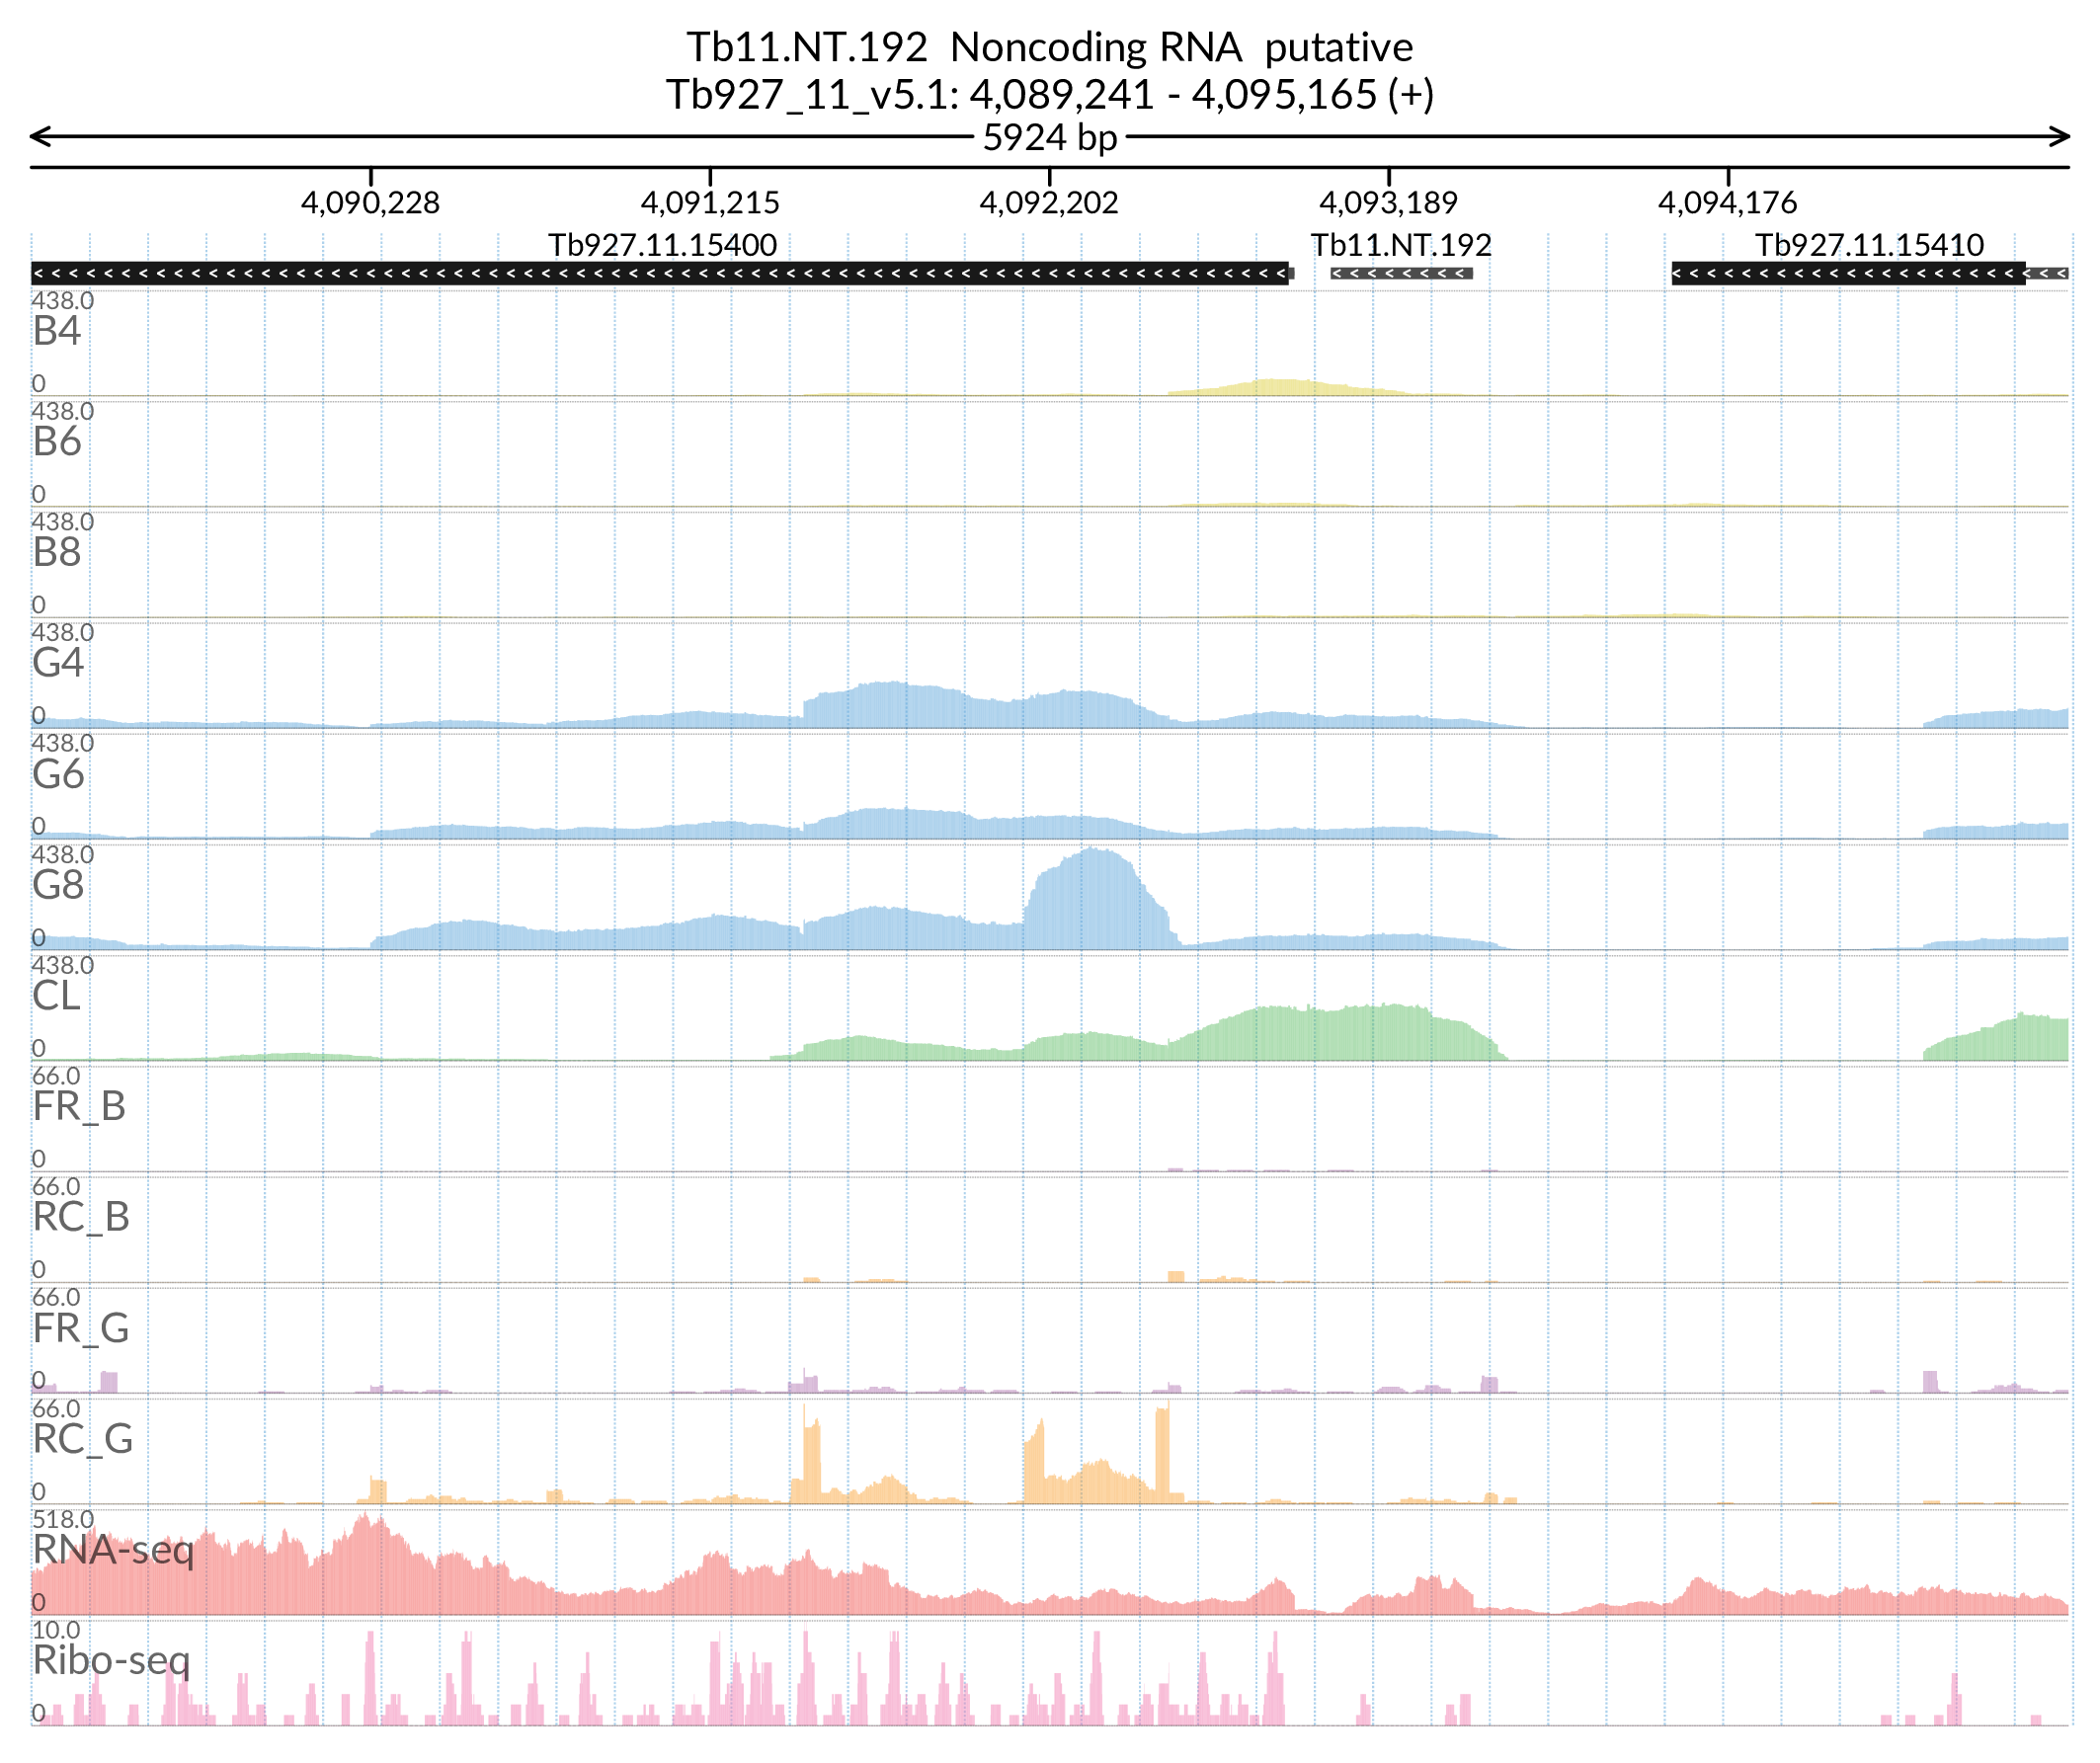 Tb11.NT.192 Noncoding RNA putative
Tb927_11_v5.1: 4,089,241 - 4,095,165 (+)
5924 bp
4,090,228 4,091,215 4,092,202 4,093,189 4,094,176
Tb927.11.15400 Tb11.NT.192 Tb927.11.15410
438.0
B4
0
438.0
B6
0
438.0
B8
0
438.0
G4
0
438.0
G6
0
438.0
G8
0
438.0
CL
0
66.0
FR_B
0
66.0
RC_B
0
66.0
FR_G
0
66.0
RC_G
0
518.0
RNA-seq
0
10.0
Ribo-seq
0